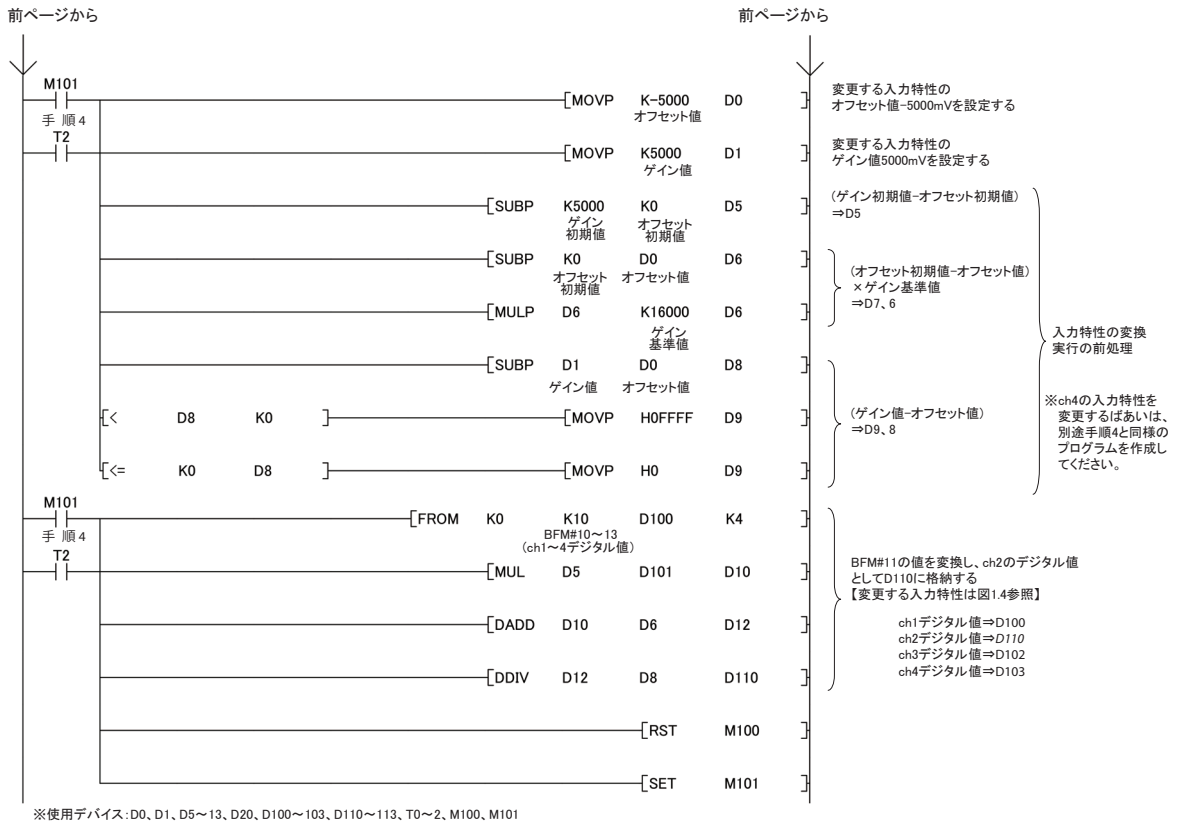 前ページから
前ページから
M101
手 順4
T2
MOVP K-5000 D0
オフセット値
変更する入力特性の
オフセット値-5000mVを設定する
MOVP K5000 D1
ゲイン値
変更する入力特性の
ゲイン値5000mVを設定する
SUBP K5000 K0 D5
ゲイン
初期値
オフセット
初期値
(ゲイン初期値-オフセット初期値)
⇒D5
SUBP K0 D0 D6
オフセット
初期値
オフセット値
MULP D6 K16000 D6
ゲイン
基準値
(オフセット初期値-オフセット値)
×ゲイン基準値
⇒D7、6
SUBP D1 D0 D8
ゲイン値 オフセット値
< D8 K0 MOVP H0FFFF D9
<= K0 D8 MOVP H0 D9
(ゲイン値-オフセット値)
⇒D9、8
入力特性の変換
実行の前処理
※ch4の入力特性を
変更するばあいは、
別途手順4と同様の
プログラムを作成し
てください。
M101
手 順4
T2
FROM K0 K10 D100 K4
BFM#10～13
(ch1～4デジタル値)
MUL D5 D101 D10
DADD D10 D6 D12
DDIV D12 D8 D110
RST M100
SET M101
BFM#11の値を変換し、ch2のデジタル値
としてD110に格納する
【変更する入力特性は図1.4参照】
ch1デジタル値⇒D100
ch2デジタル値⇒D110
ch3デジタル値⇒D102
ch4デジタル値⇒D103
※使用デバイス：D0、D1、D5～13、D20、D100～103、D110～113、T0～2、M100、M101